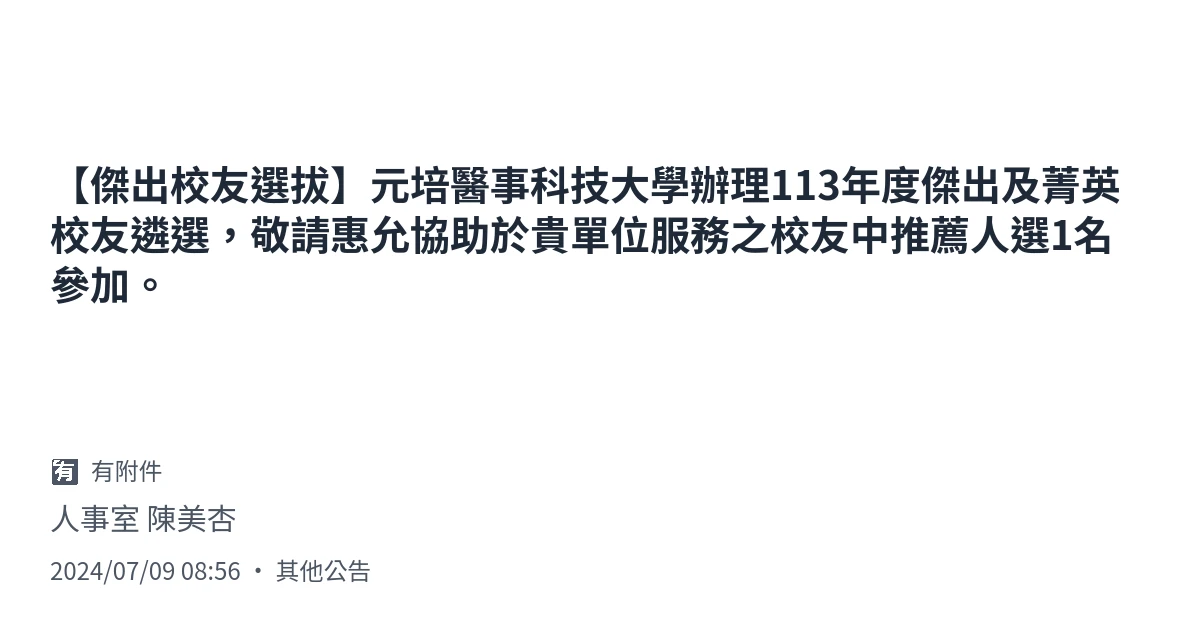 【傑出校友選拔】元培醫事科技大學辦理113年度傑出及菁英
校友遴選，敬請惠允協助於貴單位服務之校友中推薦人選1名
參加。
有 有附件
人事室 陳美杏
2024/07/09 08:56 • 其他公告